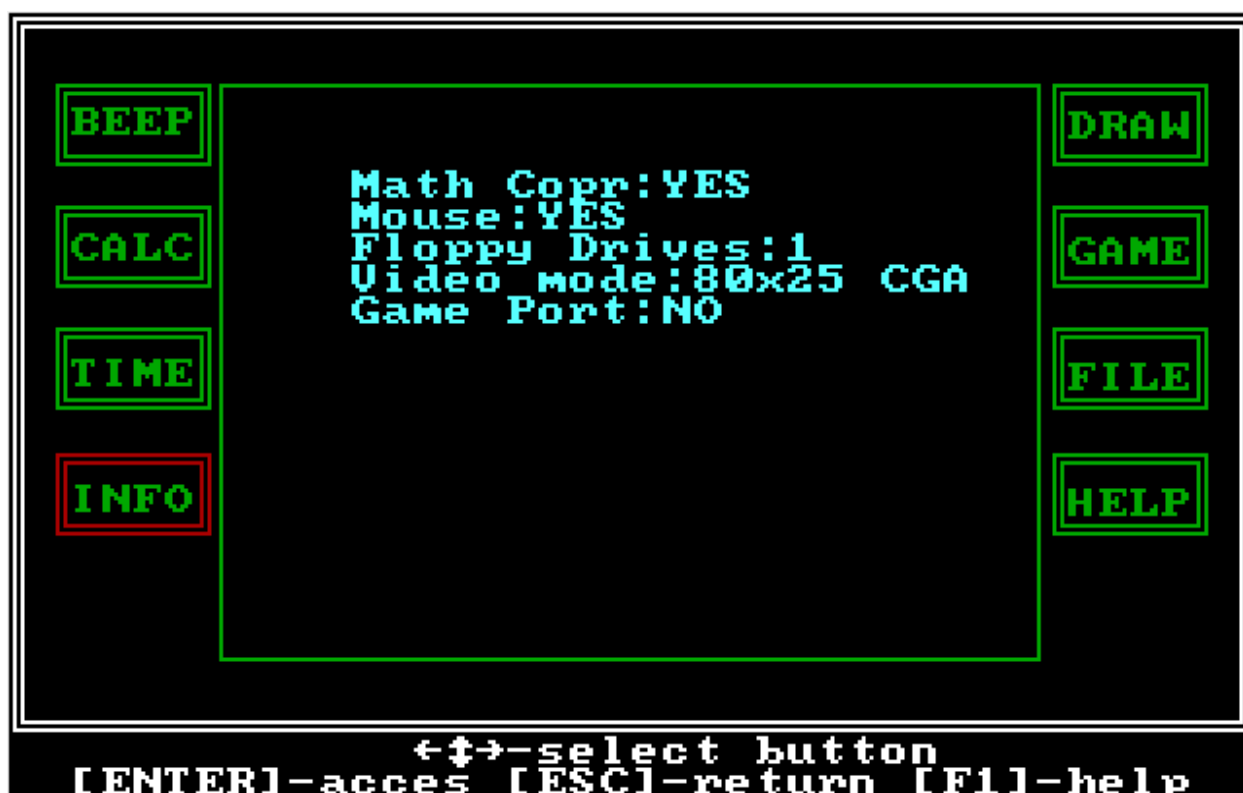 BEEP
CALC
TIME
INFO
Math Copr:YES
Mouse:YES
Floppy Drives:1
Video mode:80x25 CGA
Game Port:NO
DRAW
GAME
FILE
HELP
←↕→-select button
[ENTER]-acces [ESC]-return [F1]-help